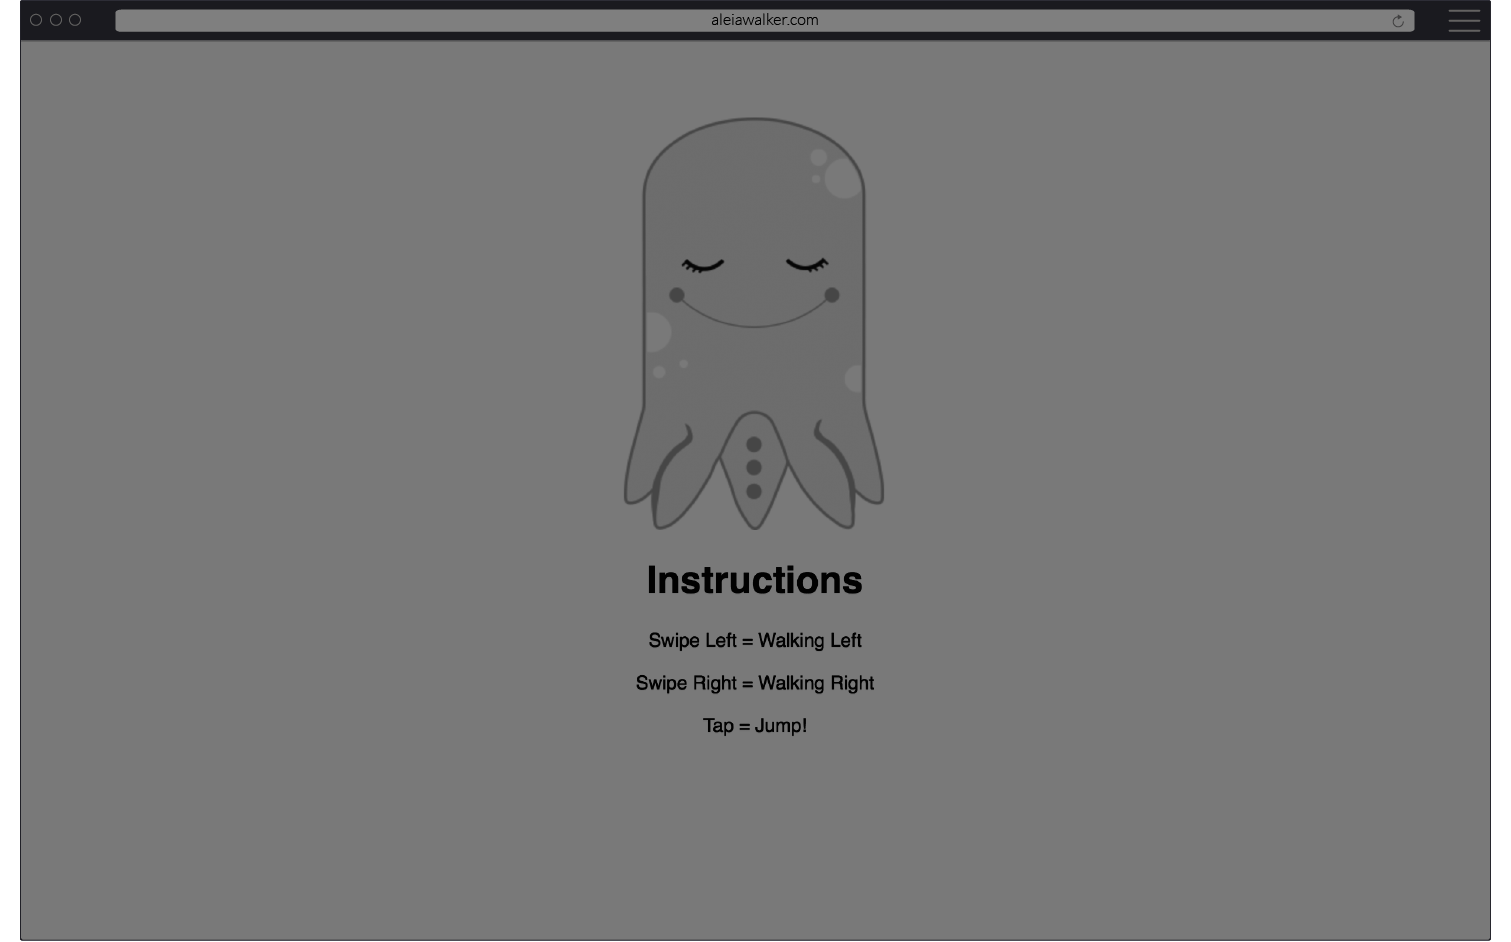 aleiawalker.com
Instructions
Swipe Left = Walking Left
Swipe Right = Walking Right
Tap = Jump!